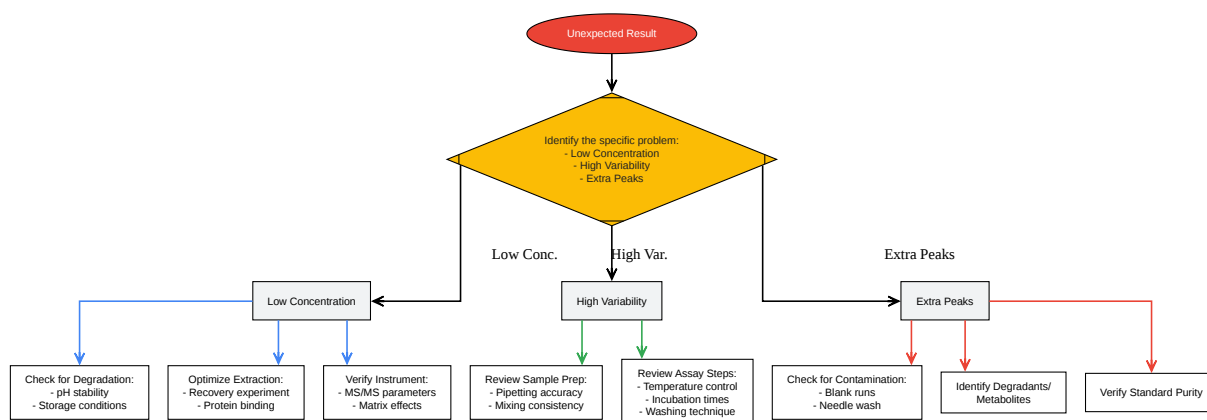 Unexpected Result
Identify the specific problem:
- Low Concentration
- High Variability
- Extra Peaks
Low Conc.
High Var.
Extra Peaks
Low Concentration
High Variability
Extra Peaks
Check for Degradation:
- pH stability
- Storage conditions
Optimize Extraction:
- Recovery experiment
- Protein binding
Verify Instrument:
- MS/MS parameters
- Matrix effects
Review Sample Prep:
- Pipetting accuracy
- Mixing consistency
Review Assay Steps:
- Temperature control
- Incubation times
- Washing technique
Check for Contamination:
- Blank runs
- Needle wash
Identify Degradants/
Metabolites
Verify Standard Purity